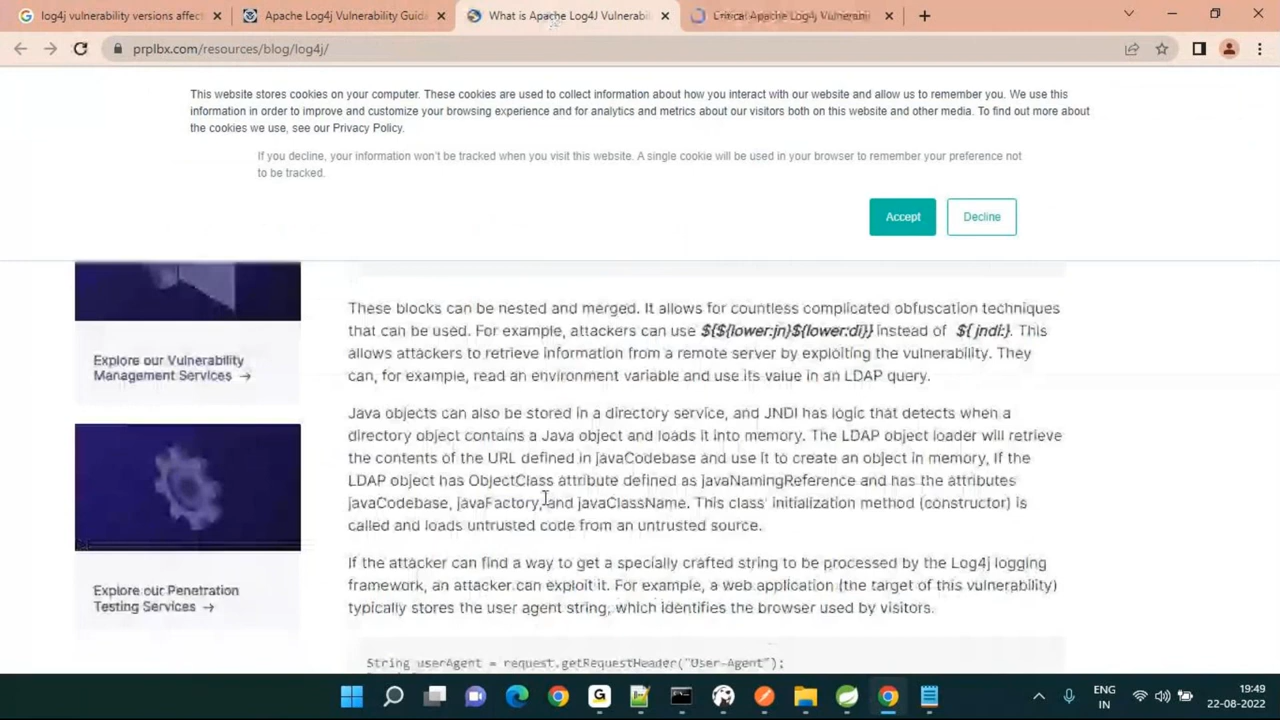 log4j vulnerability versions affect
Apache Log4j Vulnerability Guid
What is Apache Log4J Vulnerabili
Critical Apache Log4j Vulnerabili
prplbx.com/resources/blog/log4j/
This website stores cookies on your computer. These cookies are used to collect information about how you interact with our website and allow us to remember you. We use this
information in order to improve and customize your browsing experience and for analytics and metrics about our visitors both on this website and other media. To find out more about
the cookies we use, see our Privacy Policy.
If you decline, your information won't be tracked when you visit this website. A single cookie will be used in your browser to remember your preference not
to be tracked.
Accept
Decline
Explore our Vulnerability
Management Services →
Explore our Penetration
Testing Services →
These blocks can be nested and merged. It allows for countless complicated obfuscation techniques
that can be used. For example, attackers can use ${${lower:jn}${lower:di}} instead of ${ jndi:}. This
allows attackers to retrieve information from a remote server by exploiting the vulnerability. They
can, for example, read an environment variable and use its value in an LDAP query.
Java objects can also be stored in a directory service, and JNDI has logic that detects when a
directory object contains a Java object and loads it into memory. The LDAP object loader will retrieve
the contents of the URL defined in javaCodebase and use it to create an object in memory, If the
LDAP object has ObjectClass attribute defined as javaNamingReference and has the attributes
javaCodebase, javaFactory, and javaClassName. This class' initialization method (constructor) is
called and loads untrusted code from an untrusted source.
If the attacker can find a way to get a specially crafted string to be processed by the Log4j logging
framework, an attacker can exploit it. For example, a web application (the target of this vulnerability)
typically stores the user agent string, which identifies the browser used by visitors.
String userAgent = request.getRequestHeader("User-Agent");
ENG
IN
19:49
22-08-2022